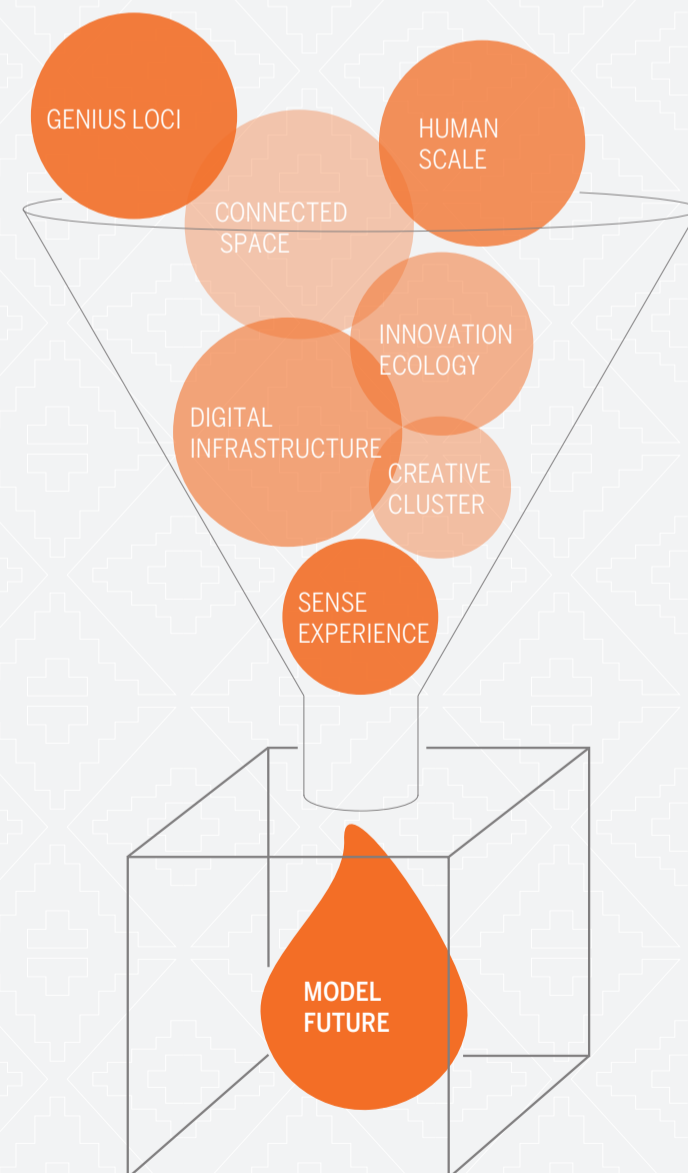 GENIUS LOCI
HUMAN
SCALE
CONNECTED
SPACE
INNOVATION
ECOLOGY
DIGITAL
INFRASTRUCTURE
CREATIVE
CLUSTER
SENSE
EXPERIENCE
MODEL
FUTURE